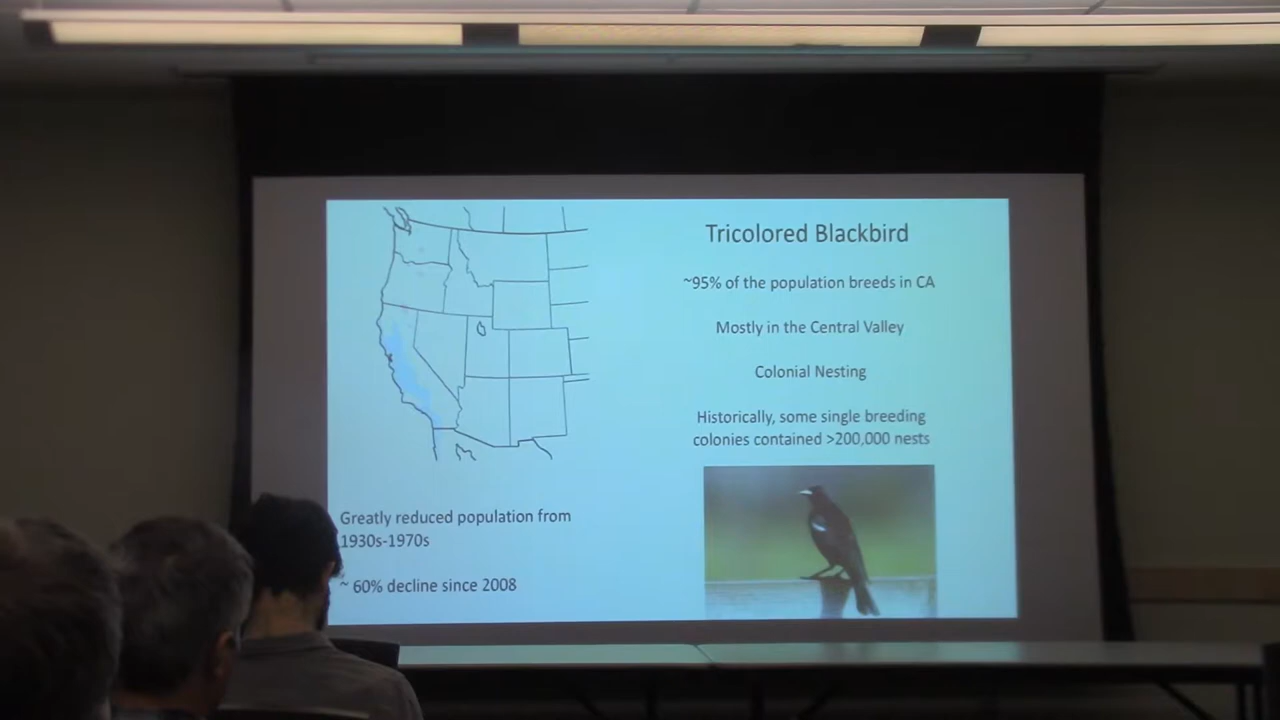 Tricolored Blackbird
~95% of the population breeds in CA
Mostly in the Central Valley
Colonial Nesting
Historically, some single breeding
colonies contained >200,000 nests
Greatly reduced population from
1930s-1970s
~ 60% decline since 2008